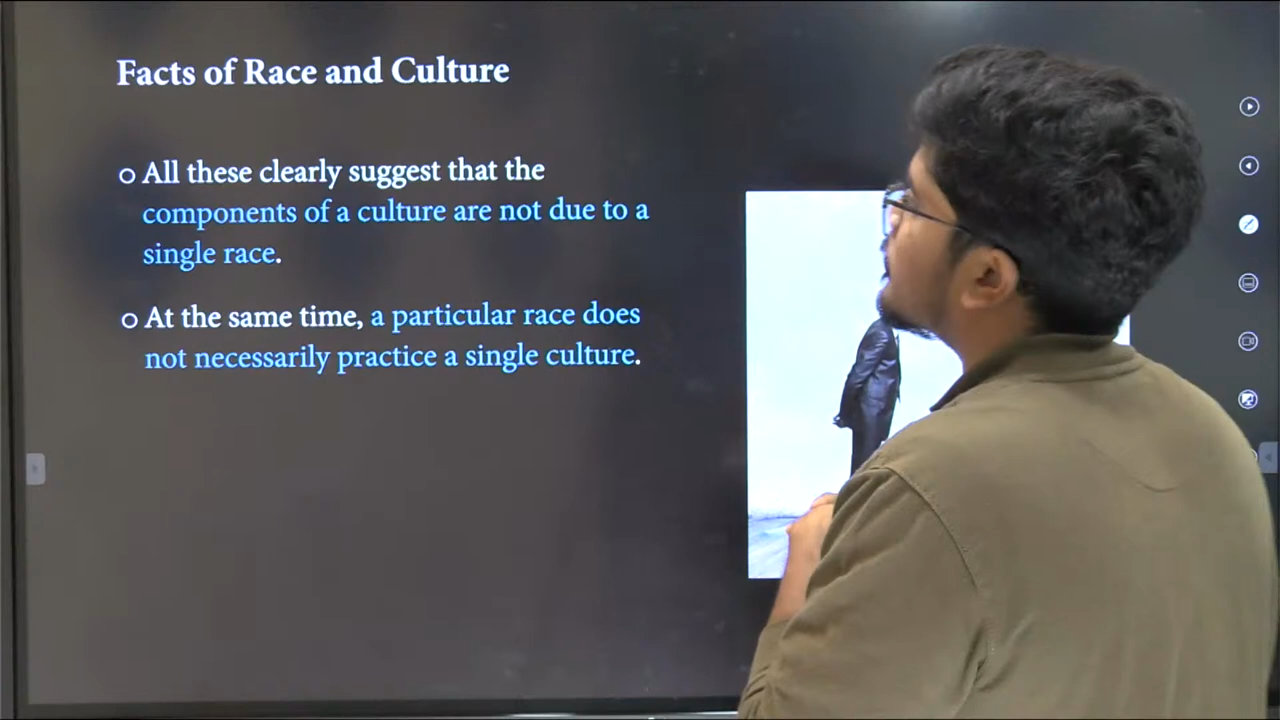 Facts of Race and Culture
All these clearly suggest that the
components of a culture are not due to a
single race.
At the same time, a particular race does
not necessarily practice a single culture.